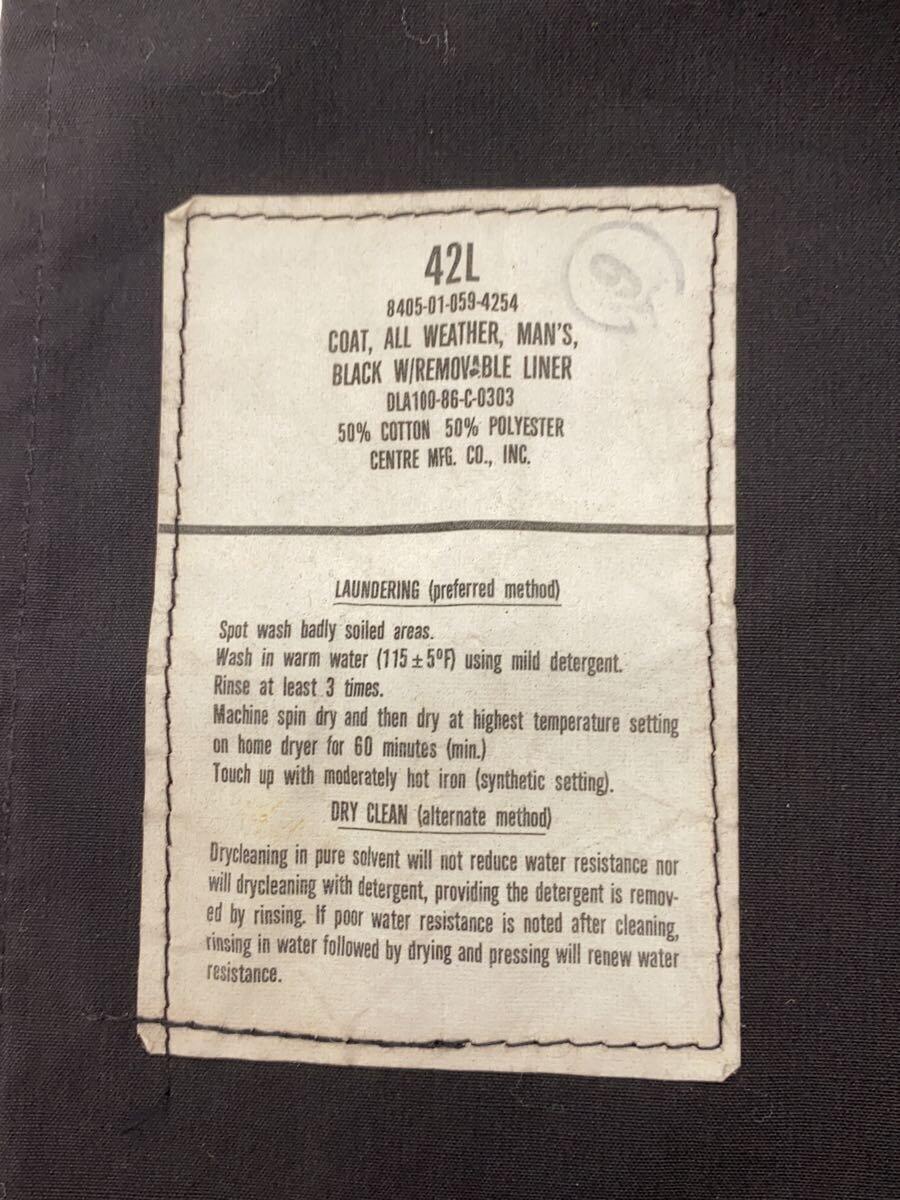 42L
8405-01-059-4254
COAT, ALL WEATHER, MAN'S,
BLACK W/REMOVABLE LINER
DLA100-86-C-0303
50% COTTON 50% POLYESTER
CENTRE MFG. CO., INC.
LAUNDERING (preferred method)
Spot wash badly soiled areas.
Wash in warm water (115±5ºF) using mild detergent.
Rinse at least 3 times.
Machine spin dry and then dry at highest temperature setting
on home dryer for 60 minutes (min.)
Touch up with moderately hot iron (synthetic setting).
DRY CLEAN (alternate method)
Drycleaning in pure solvent will not reduce water resistance nor
will drycleaning with detergent, providing the detergent is remov-
ed by rinsing. If poor water resistance is noted after cleaning,
rinsing in water followed by drying and pressing will renew water
resistance.